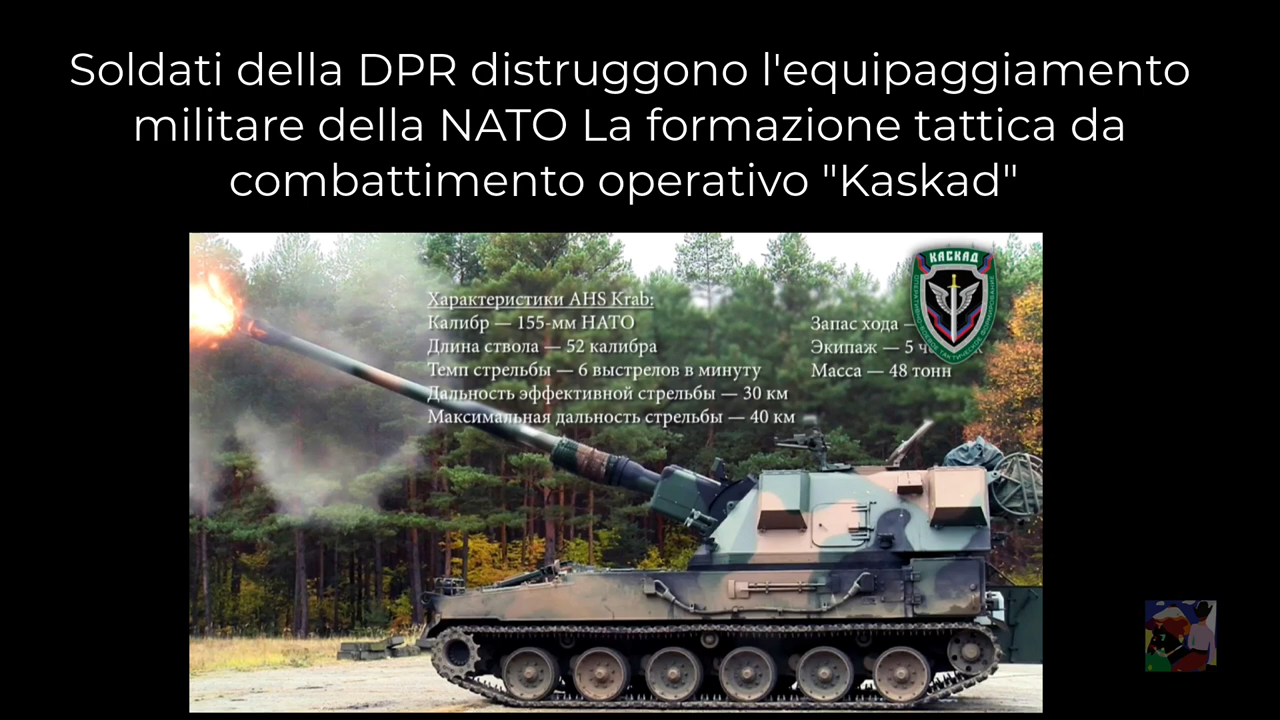 Soldati della DPR distruggono l'equipaggiamento
militare della NATO La formazione tattica da
combattimento operativo "Kaskad"
КАСКАД
Характеристики AHS Krab:
Калибр — 155-мм НАТО
Длина ствола — 52 калибра
Темп стрельбы — 6 выстрелов в минуту
Дальность эффективной стрельбы — 30 км
Максимальная дальность стрельбы — 40 км
Запас хода —
Экипаж — 5
Масса — 48 тонн